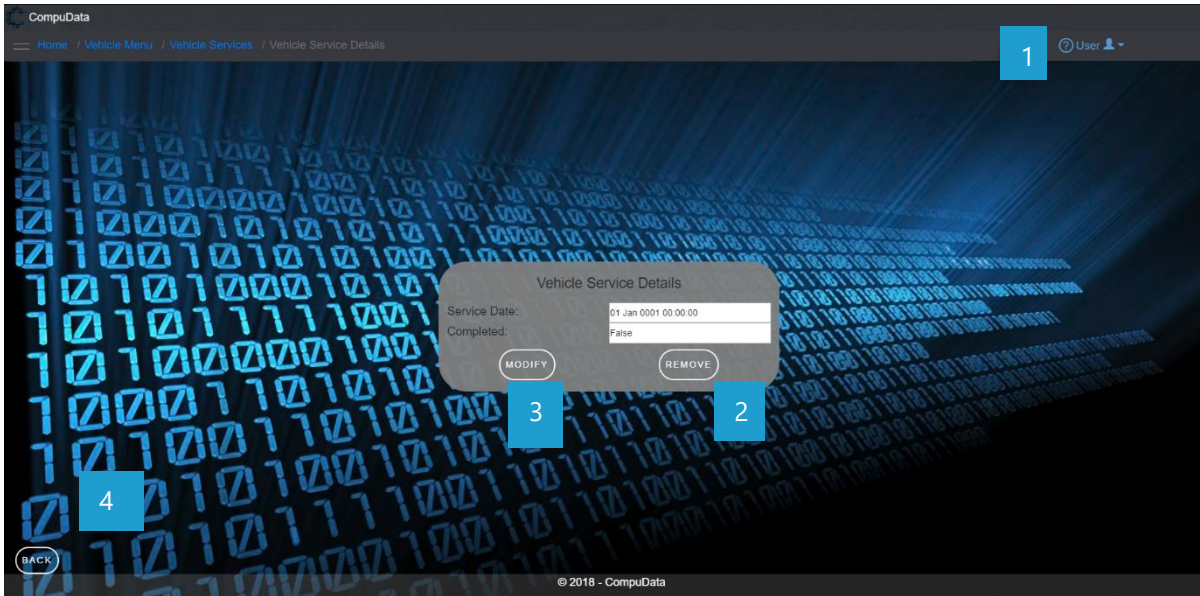 CompuData
Home / Vehicle Menu / Vehicle Services / Vehicle Service Details
? User
1
Vehicle Service Details
Service Date: 01 Jan 0001 00:00:00
Completed: False
MODIFY REMOVE
3 2
4
BACK
© 2018 - CompuData